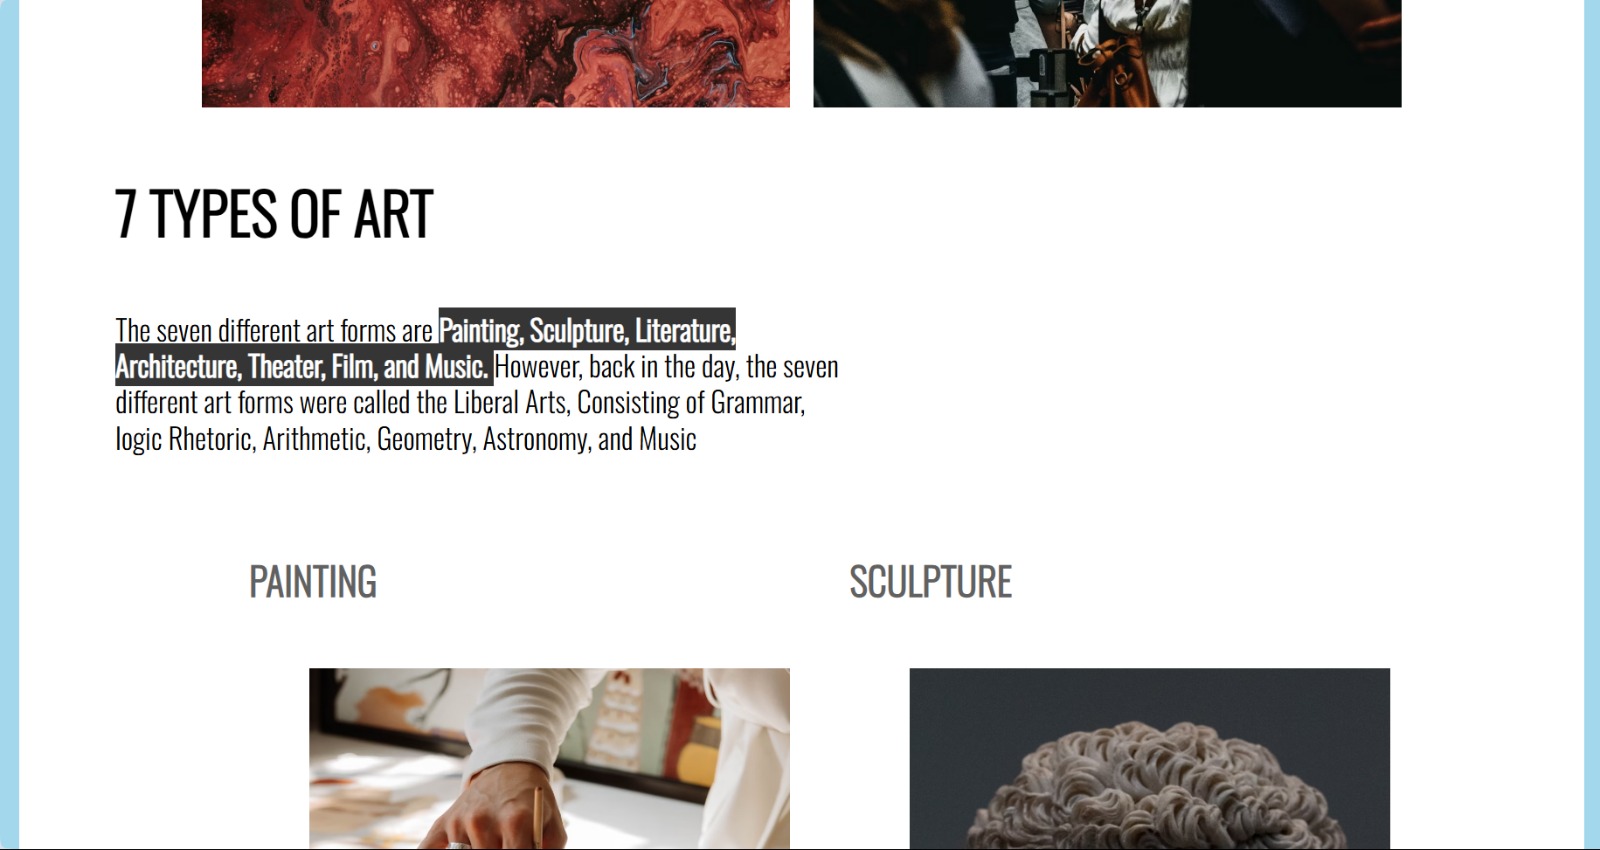 7 TYPES OF ART
The seven different art forms are Painting, Sculpture, Literature,
Architecture, Theater, Film, and Music. However, back in the day, the seven
different art forms were called the Liberal Arts, Consisting of Grammar,
logic Rhetoric, Arithmetic, Geometry, Astronomy, and Music
PAINTING
SCULPTURE